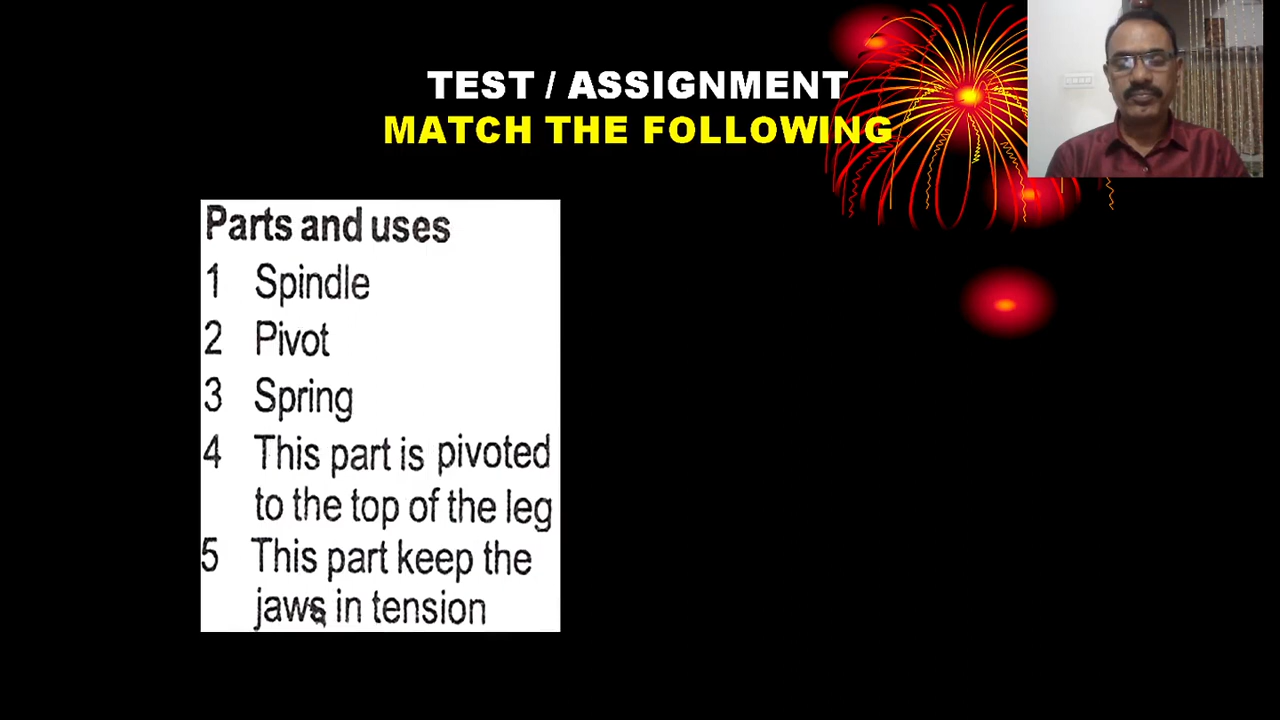 TEST / ASSIGNMENT
MATCH THE FOLLOWING
Parts and uses
1 Spindle
2 Pivot
3 Spring
4 This part is pivoted
to the top of the leg
5 This part keep the
jaws in tension